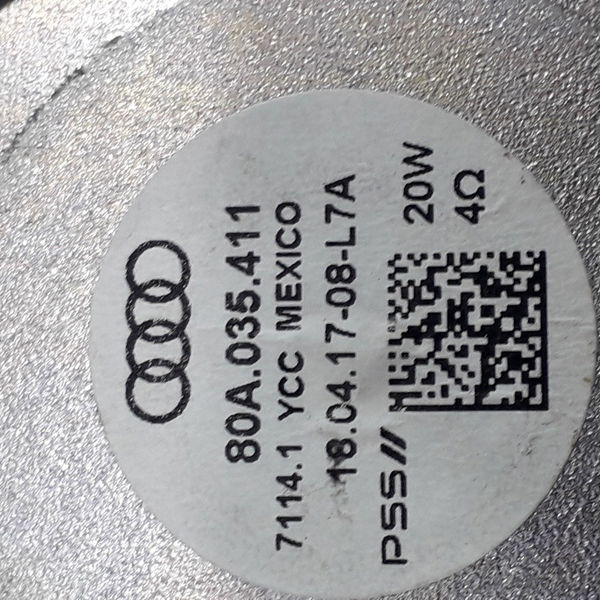 80A.035.411
7114.1 YCC MEXICO
18.04.17-08-L7A
PSS//
20W
4Ω